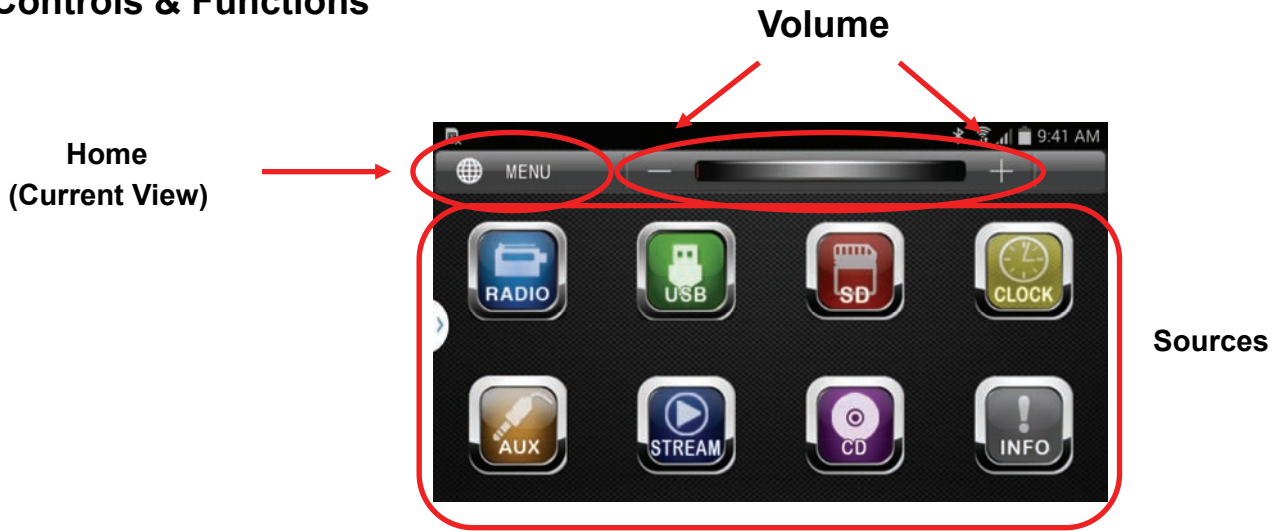 Controls & Functions
Volume
Home
(Current View)
9:41 AM
MENU
RADIO
USB
SD
CLOCK
Sources
AUX
STREAM
CD
INFO